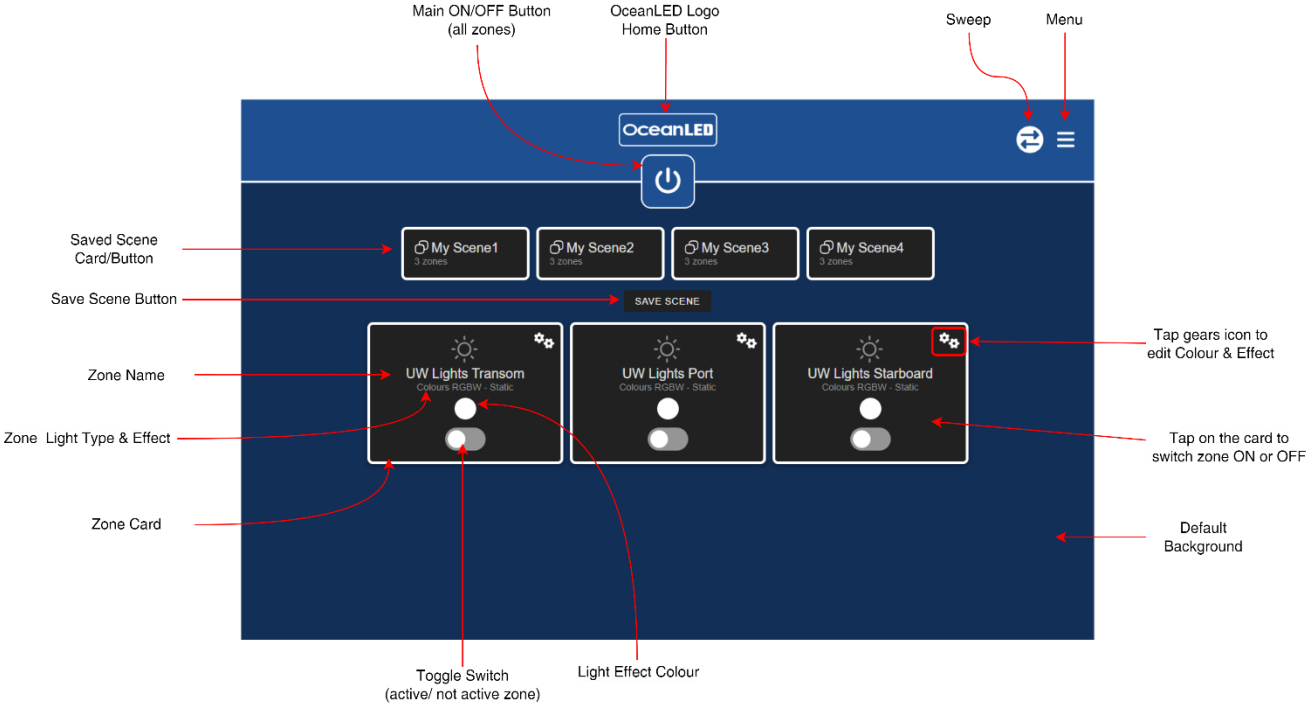 Main ON/OFF Button
(all zones)
OceanLED Logo
Home Button
Sweep
Menu
OceanLED
Saved Scene
Card/Button
My Scene1
3 zones
My Scene2
3 zones
My Scene3
3 zones
My Scene4
3 zones
Save Scene Button
SAVE SCENE
Tap gears icon to
edit Colour & Effect
Zone Name
UW Lights Transom
Colours RGBW - Static
UW Lights Port
Colours RGBW - Static
UW Lights Starboard
Colours RGBW - Static
Zone Light Type & Effect
Tap on the card to
switch zone ON or OFF
Zone Card
Default
Background
Toggle Switch
(active/ not active zone)
Light Effect Colour